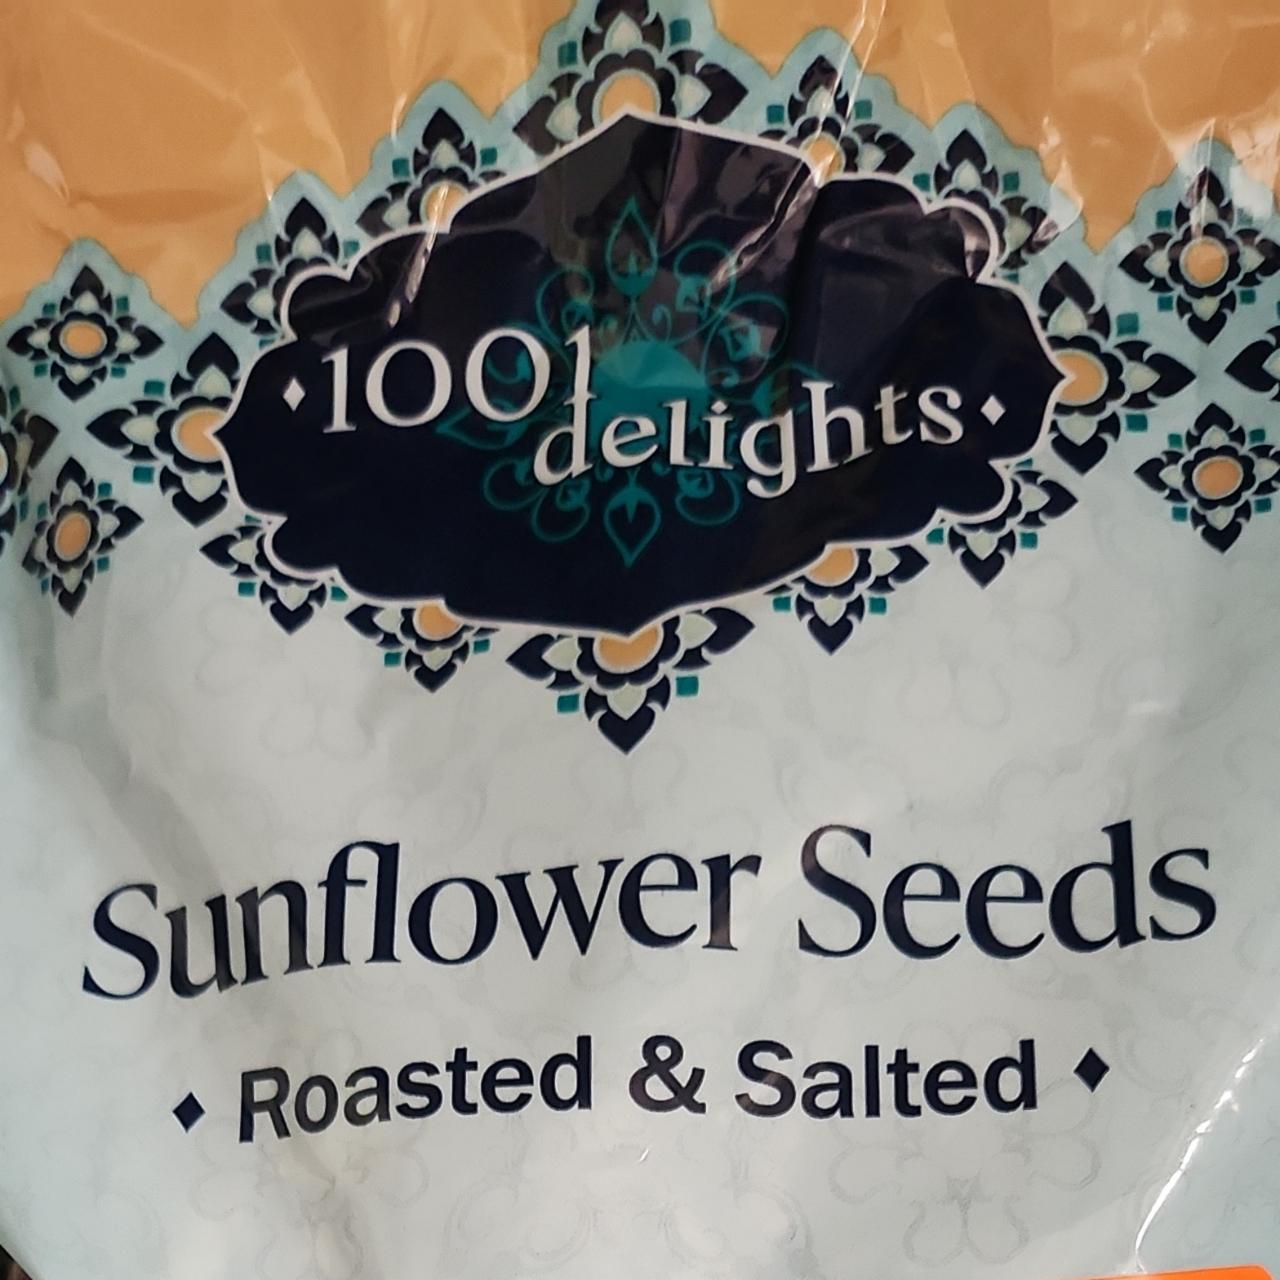 1001
delights
Sunflower Seeds
Roasted & Salted